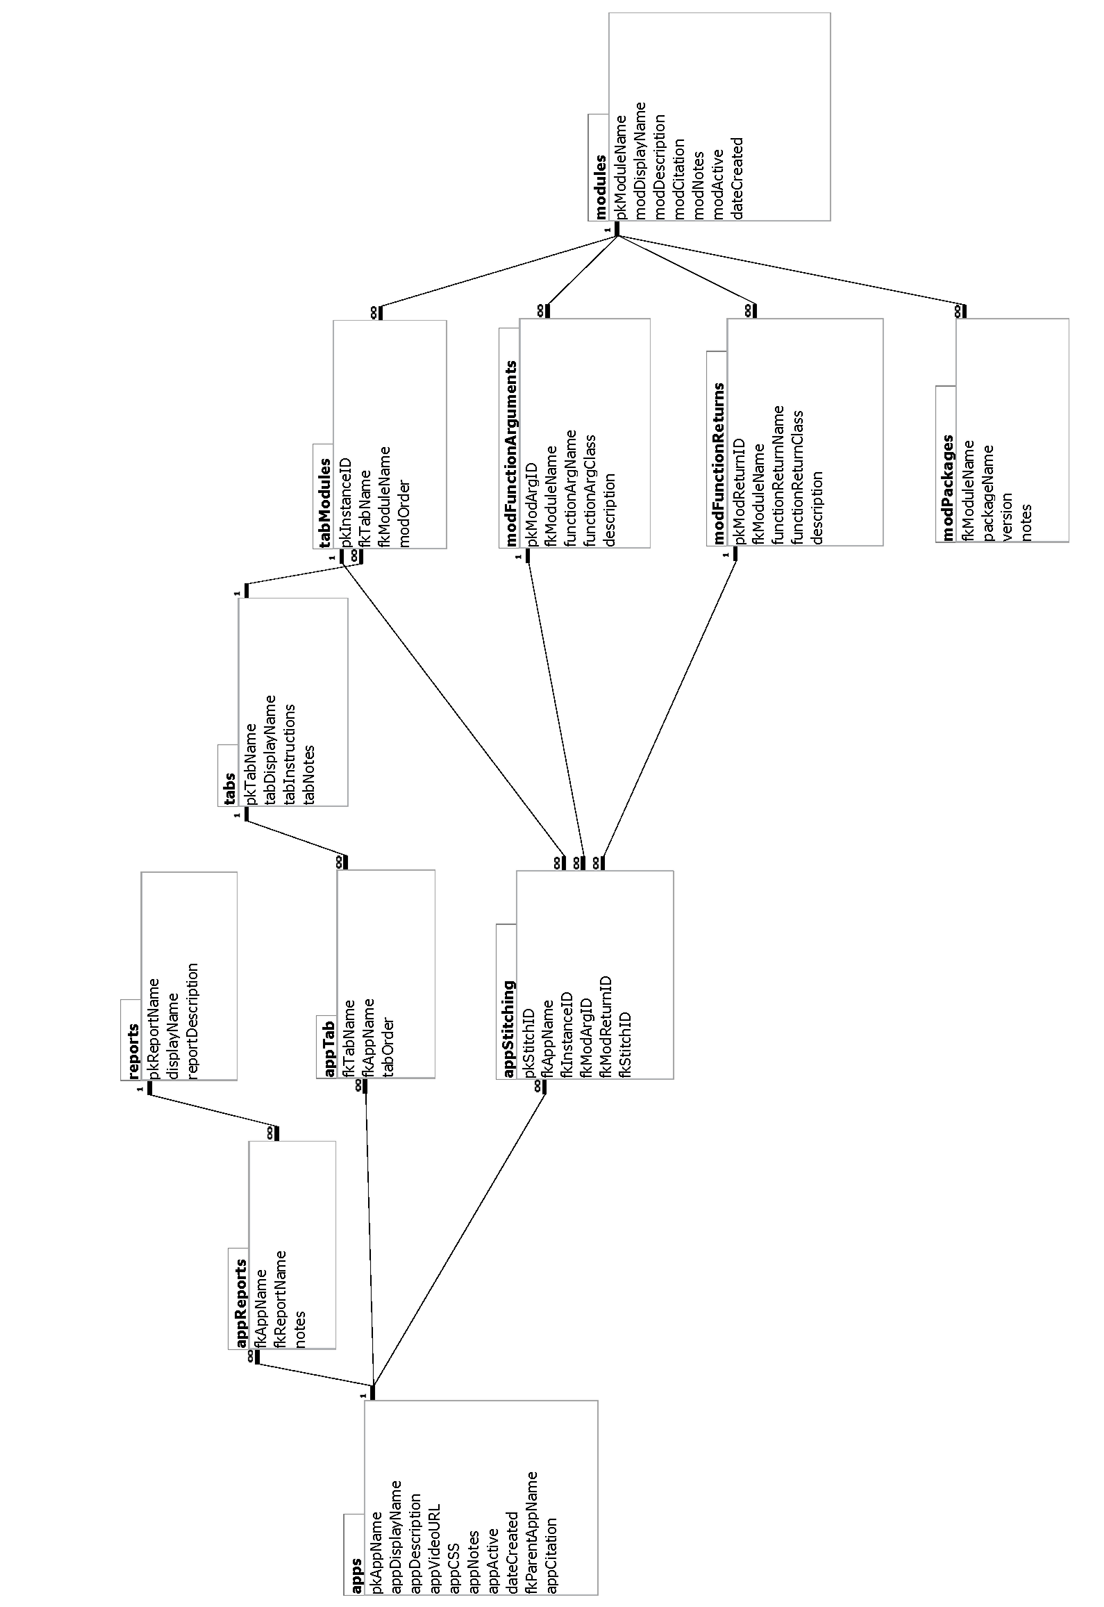 apps
pkAppName
appDisplayName
appDescription
appVideoURL
appCSS
appNotes
appActive
dateCreated
fkParentAppName
appCitation
1
appReports
fkAppName
fkReportName
notes
∞
∞
reports
pkReportName
displayName
reportDescription
1
appTab
fkTabName
fkAppName
tabOrder
∞
∞
appStitching
pkStitchID
fkAppName
fkInstanceID
fkModArgID
fkModReturnID
fkStitchID
∞
∞
∞
∞
tabs
pkTabName
tabDisplayName
tabInstructions
tabNotes
1
1
tabModules
pkInstanceID
fkTabName
fkModuleName
modOrder
1
∞
∞
modFunctionArguments
pkModArgID
fkModuleName
functionArgName
functionArgClass
description
1
∞
modFunctionReturns
pkModReturnID
fkModuleName
functionReturnName
functionReturnClass
description
1
∞
modPackages
fkModuleName
packageName
version
notes
∞
modules
pkModuleName
modDisplayName
modDescription
modCitation
modNotes
modActive
dateCreated
1